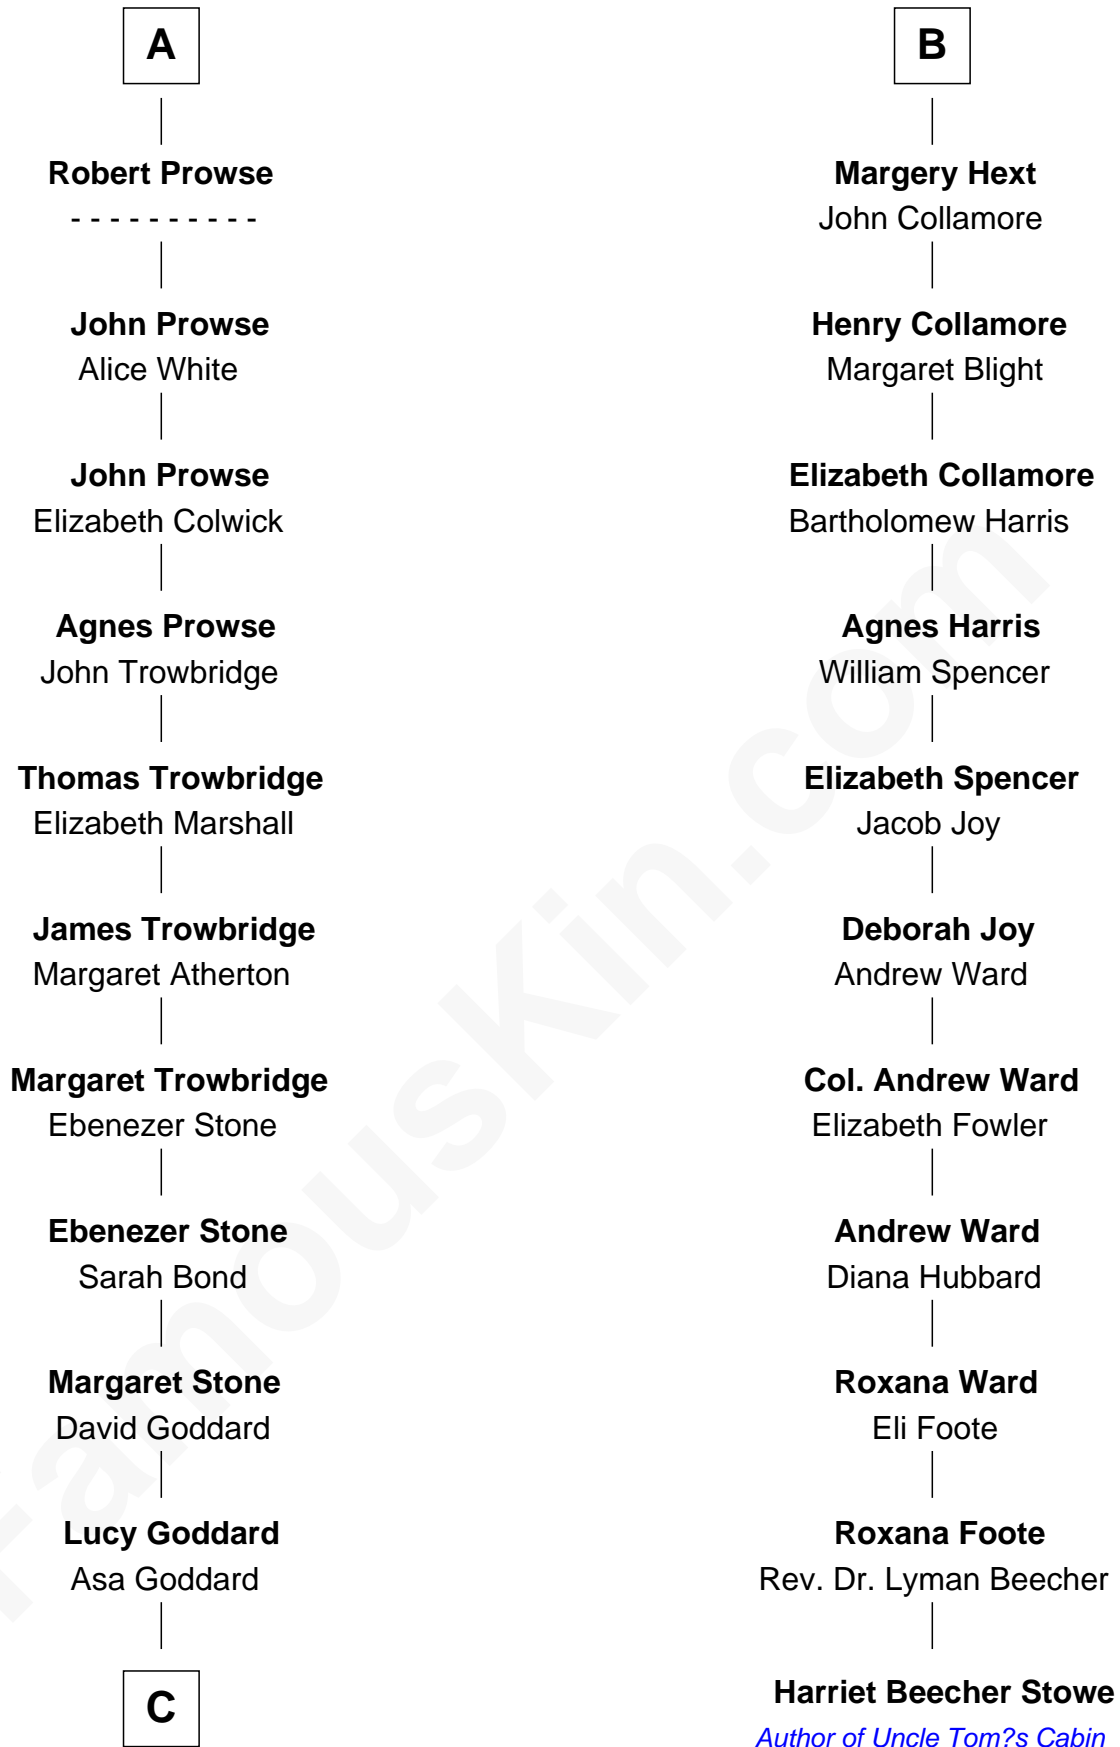 A
Robert Prowse
- - - - - - - - - -
John Prowse
Alice White
John Prowse
Elizabeth Colwick
Agnes Prowse
John Trowbridge
Thomas Trowbridge
Elizabeth Marshall
James Trowbridge
Margaret Atherton
Margaret Trowbridge
Ebenezer Stone
Ebenezer Stone
Sarah Bond
Margaret Stone
David Goddard
Lucy Goddard
Asa Goddard
C
B
Margery Hext
John Collamore
Henry Collamore
Margaret Blight
Elizabeth Collamore
Bartholomew Harris
Agnes Harris
William Spencer
Elizabeth Spencer
Jacob Joy
Deborah Joy
Andrew Ward
Col. Andrew Ward
Elizabeth Fowler
Andrew Ward
Diana Hubbard
Roxana Ward
Eli Foote
Roxana Foote
Rev. Dr. Lyman Beecher
Harriet Beecher Stowe
Author of Uncle Tom?s Cabin
FamousKin.com